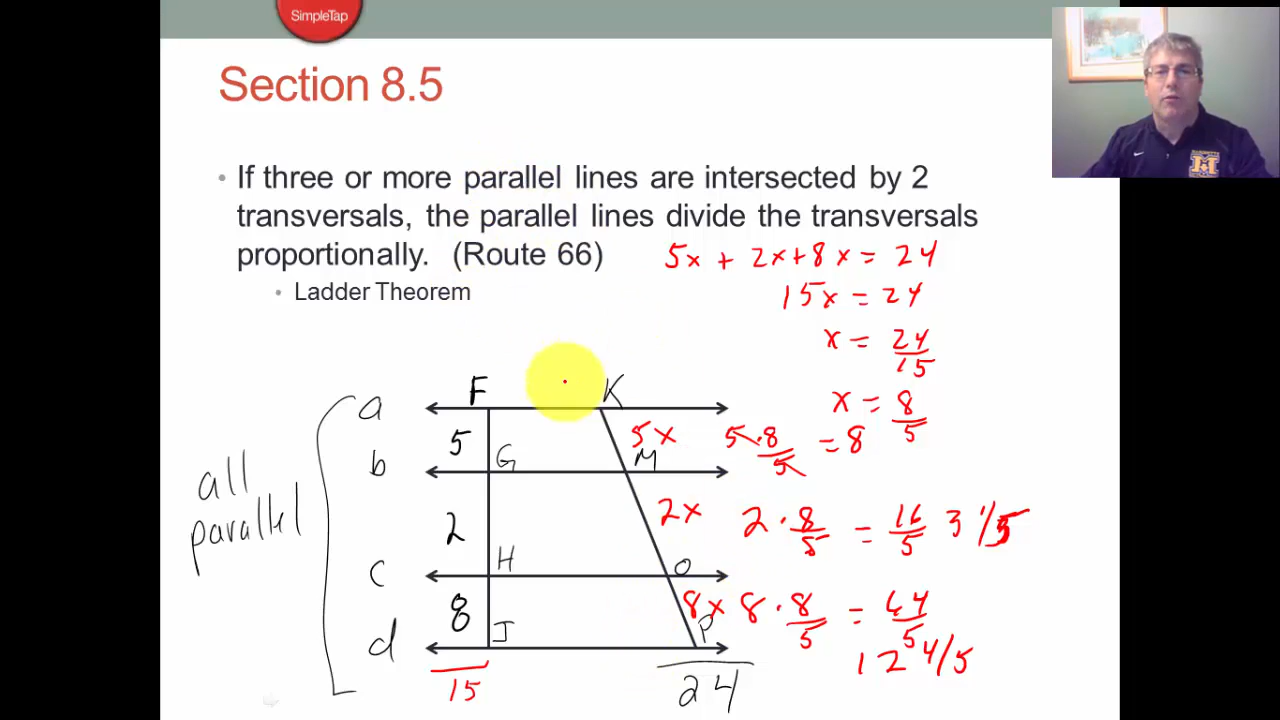 SimpleTap
Section 8.5
• If three or more parallel lines are intersected by 2
transversals, the parallel lines divide the transversals
proportionally. (Route 66)
• Ladder Theorem
5x + 2x + 8x = 24
15x = 24
x = 24/15
x = 8/5
F K
a
5 5x 5 · 8/5 = 8
G M
b
all
parallel
2 2x 2 · 8/5 = 16/5 3 1/5
H O
c
8 8x 8 · 8/5 = 64/5
J P
d
12 4/5
15 24
M